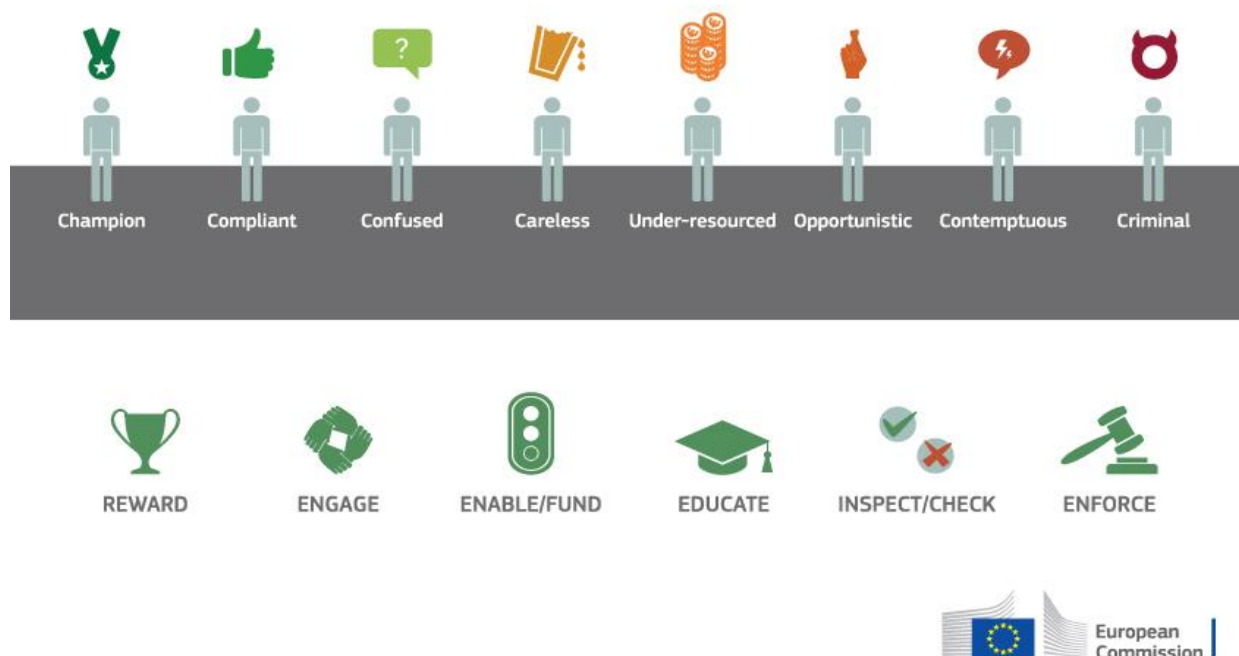 ?
Champion Compliant Confused Careless Under-resourced Opportunistic Contemptuous Criminal
REWARD ENGAGE ENABLE/FUND EDUCATE INSPECT/CHECK ENFORCE
European
Commission